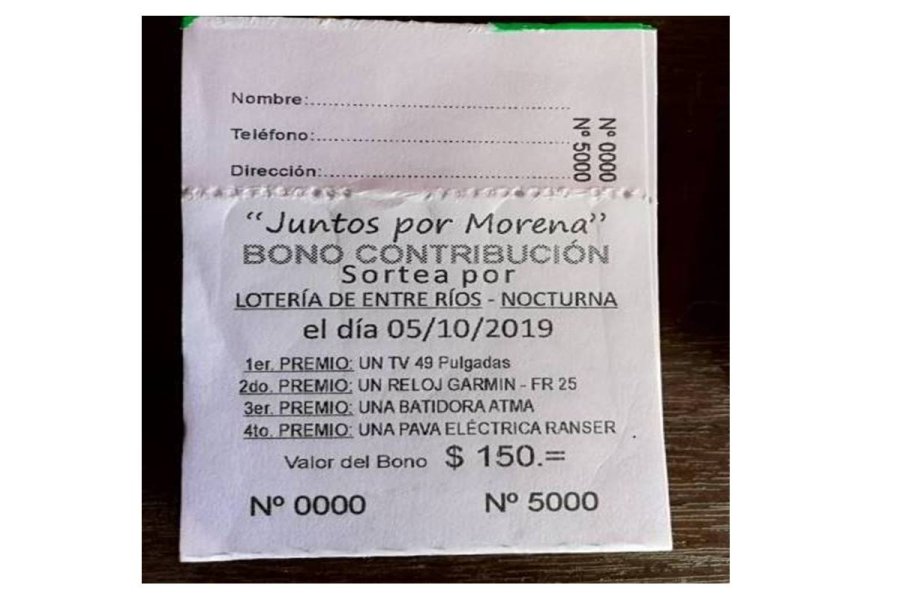 Nombre:
Teléfono:
Dirección:
Nº 0000
Nº 5000
“Juntos por Morena”
BONO CONTRIBUCIÓN
Sortea por
LOTERÍA DE ENTRE RÍOS - NOCTURNA
el día 05/10/2019
1er. PREMIO: UN TV 49 Pulgadas
2do. PREMIO: UN RELOJ GARMIN - FR 25
3er. PREMIO: UNA BATIDORA ATMA
4to. PREMIO: UNA PAVA ELÉCTRICA RANSER
Valor del Bono $ 150.=
Nº 0000 Nº 5000